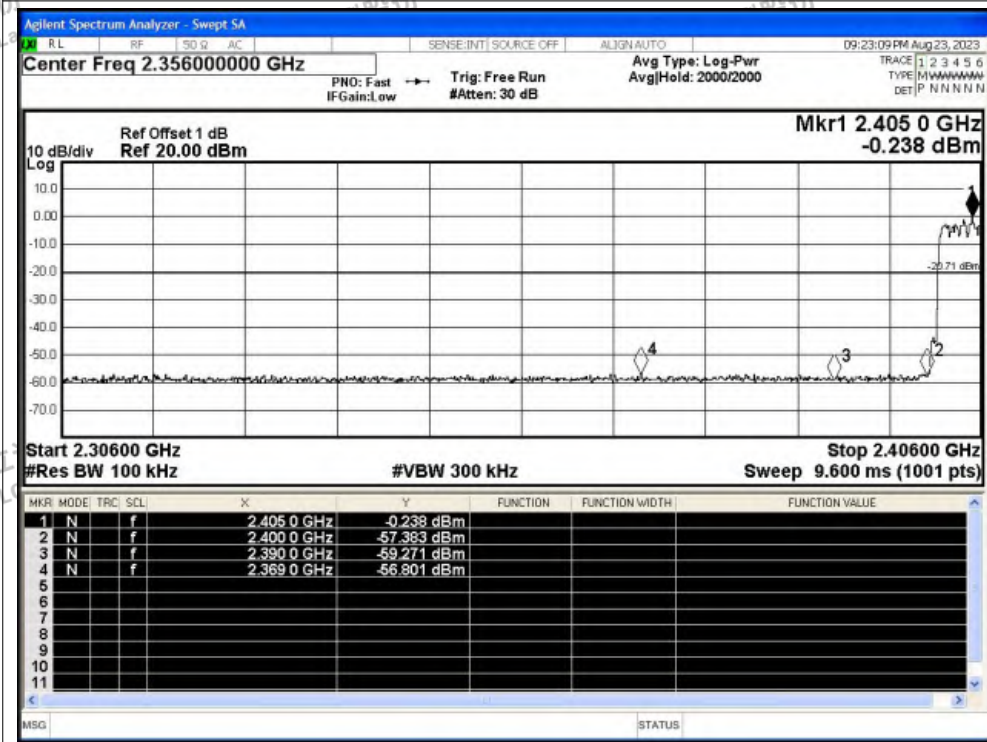 Agilent Spectrum Analyzer - Swept SA
LXI RL RF 50 Ω AC SENSE:INT SOURCE OFF ALIGN AUTO 09:23:09 PM Aug 23, 2023
Center Freq 2.356000000 GHz
PNO: Fast
IFGain:Low
Trig: Free Run
#Atten: 30 dB
Avg Type: Log-Pwr
Avg|Hold: 2000/2000
TRACE 1 2 3 4 5 6
TYPE M
DET P N N N N N
Mkr1 2.405 0 GHz
-0.238 dBm
Ref Offset 1 dB
10 dB/div Ref 20.00 dBm
Log
10.0
0.00
-10.0
-20.0
-30.0
-40.0
-50.0
-60.0
-70.0
1
-20.71 dBm
4
3
2
Start 2.30600 GHz Stop 2.40600 GHz
#Res BW 100 kHz #VBW 300 kHz Sweep 9.600 ms (1001 pts)
MKR MODE TRC SCL X Y FUNCTION FUNCTION WIDTH FUNCTION VALUE
1 N f 2.405 0 GHz -0.238 dBm
2 N f 2.400 0 GHz -57.383 dBm
3 N f 2.390 0 GHz -59.271 dBm
4 N f 2.369 0 GHz -56.801 dBm
5
6
7
8
9
10
11
MSG STATUS